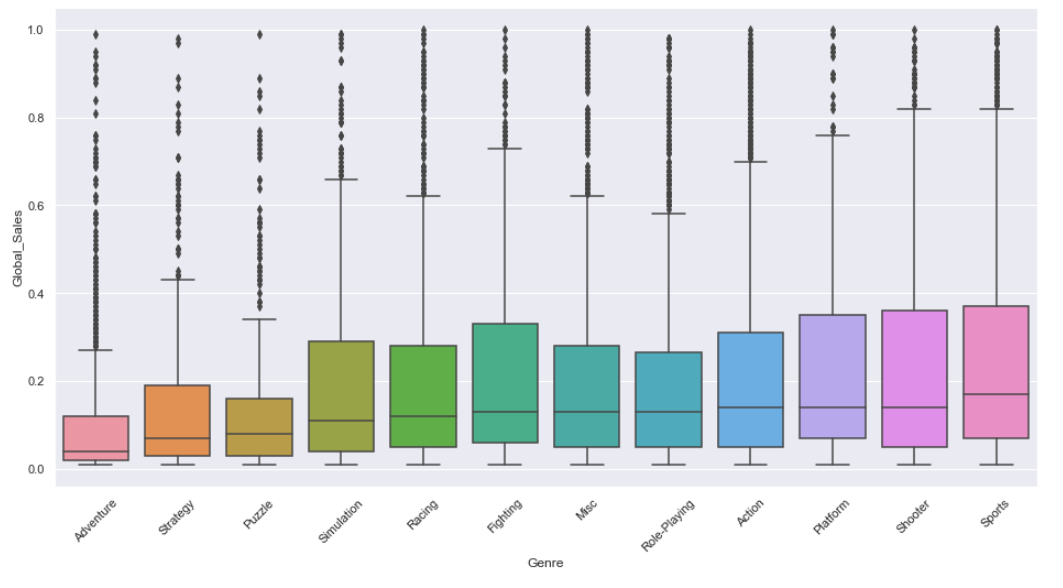 1.0
0.8
0.6
0.4
0.2
0.0
Global_Sales
Adventure
Strategy
Puzzle
Simulation
Racing
Fighting
Misc
Role-Playing
Action
Platform
Shooter
Sports
Genre